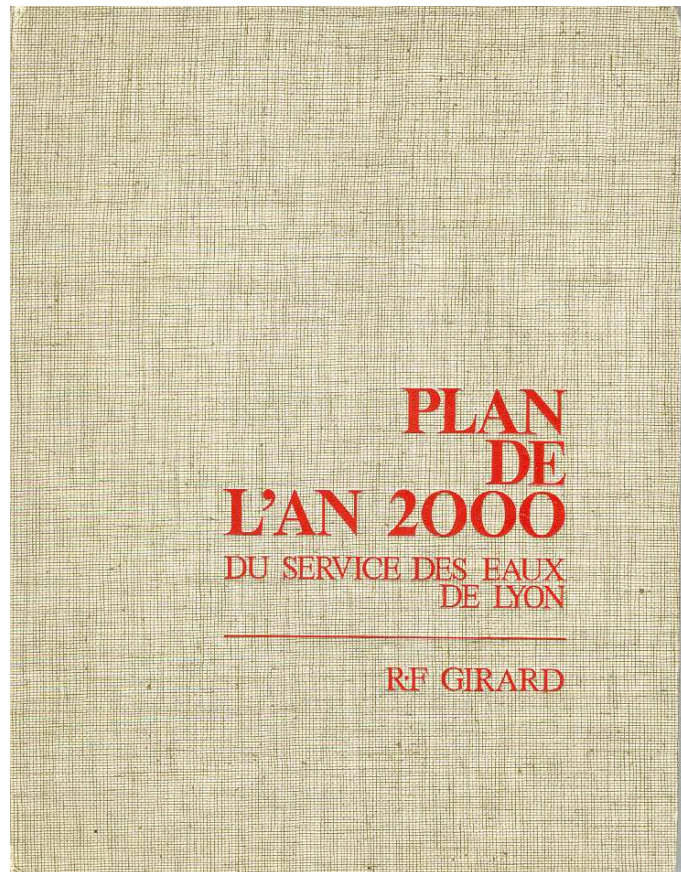 PLAN
DE
L'AN 2000
DU SERVICE DES EAUX
DE LYON
R·F GIRARD